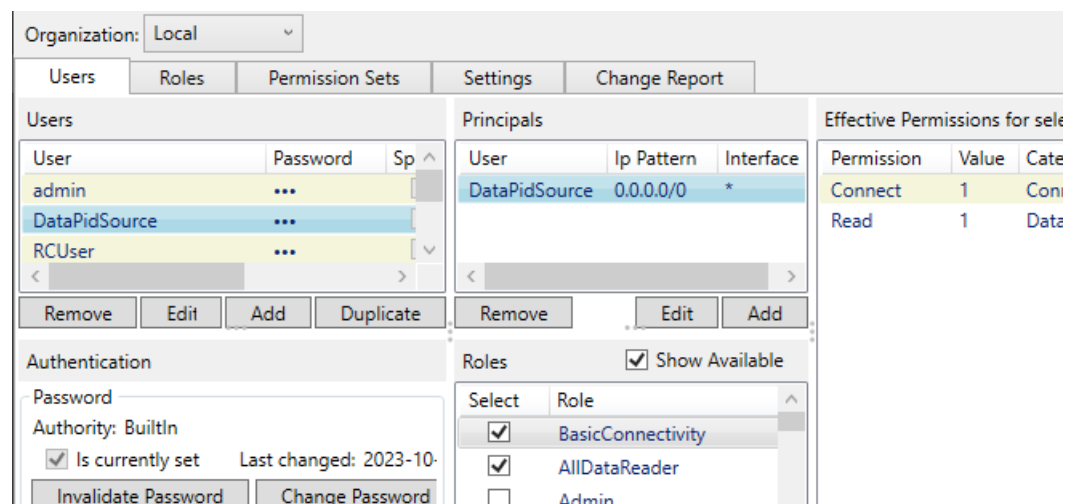 Organization: Local
Users Roles Permission Sets Settings Change Report
Users
User Password Sp
admin •••
DataPidSource •••
RCUser •••
Remove Edit Add Duplicate
Principals
User Ip Pattern Interface
DataPidSource 0.0.0.0/0 *
Remove Edit Add
Effective Permissions for sele
Permission Value Cate
Connect 1 Con
Read 1 Data
Authentication
Password
Authority: BuiltIn
Is currently set Last changed: 2023-10-
Invalidate Password Change Password
Roles Show Available
Select Role
BasicConnectivity
AllDataReader
Admin